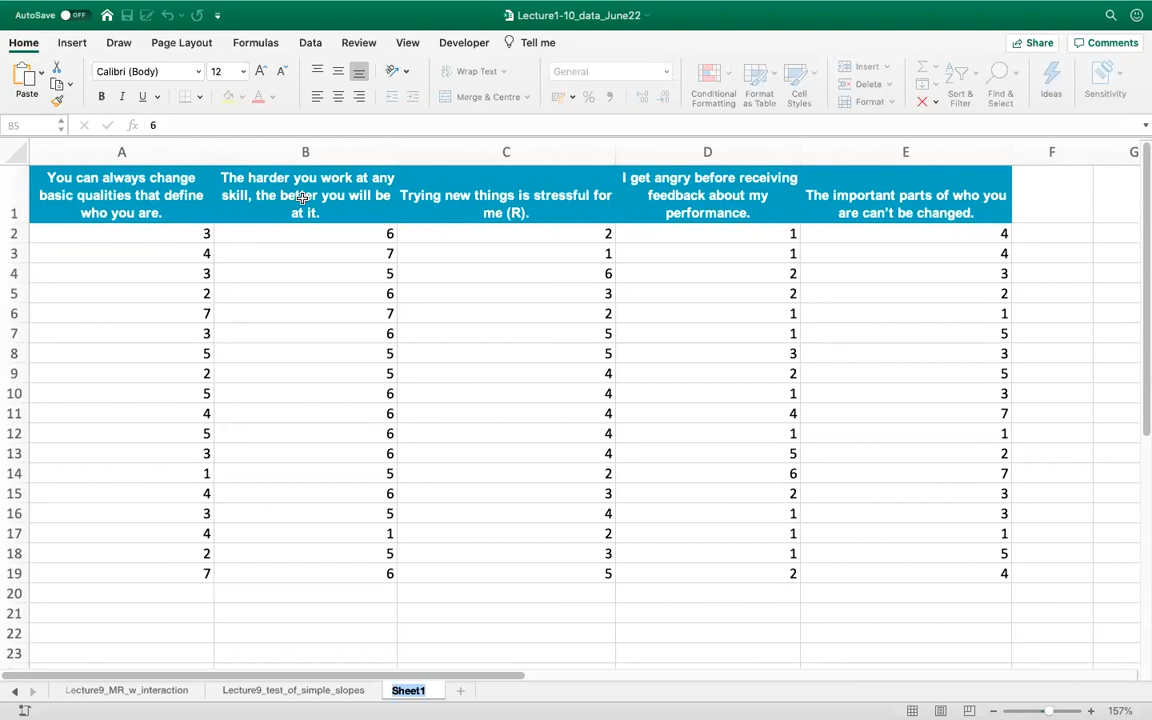 AutoSave OFF Lecture1-10_data_June22
Home Insert Draw Page Layout Formulas Data Review View Developer Tell me Share Comments
Paste Calibri (Body) 12 A A Wrap Text General Conditional Formatting Format as Table Cell Styles Insert Sort & Filter Find & Select Ideas Sensitivity
B I U A Merge & Centre % Delete
Format
B5 fx 6
A B C D E F G
You can always change
basic qualities that define
who you are.
The harder you work at any
skill, the better you will be
at it.
Trying new things is stressful for
me (R).
I get angry before receiving
feedback about my
performance.
The important parts of who you
are can't be changed.
1
2 3 6 2 1 4
3 4 7 1 1 4
4 3 5 6 2 3
5 2 6 3 2 2
6 7 7 2 1 1
7 3 6 5 1 5
8 5 5 5 3 3
9 2 5 4 2 5
10 5 6 4 1 3
11 4 6 4 4 7
12 5 6 4 1 1
13 3 6 4 5 2
14 1 5 2 6 7
15 4 6 3 2 3
16 3 5 4 1 3
17 4 1 2 1 1
18 2 5 3 1 5
19 7 6 5 2 4
20
21
22
23
Lecture9_MR_w_interaction Lecture9_test_of_simple_slopes Sheet1
157%